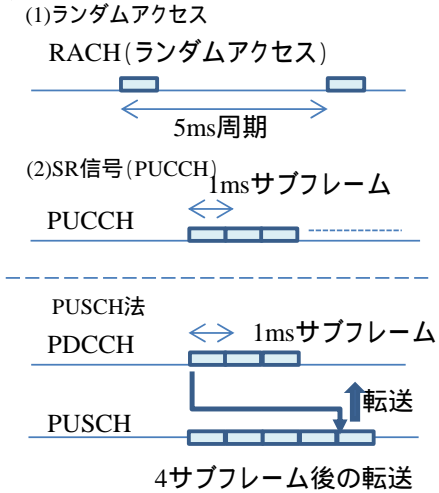 (1)ランダムアクセス
RACH(ランダムアクセス)
5ms周期
(2)SR信号(PUCCH)
1msサブフレーム
PUCCH
PUSCH法
PDCCH
1msサブフレーム
転送
PUSCH
4サブフレーム後の転送